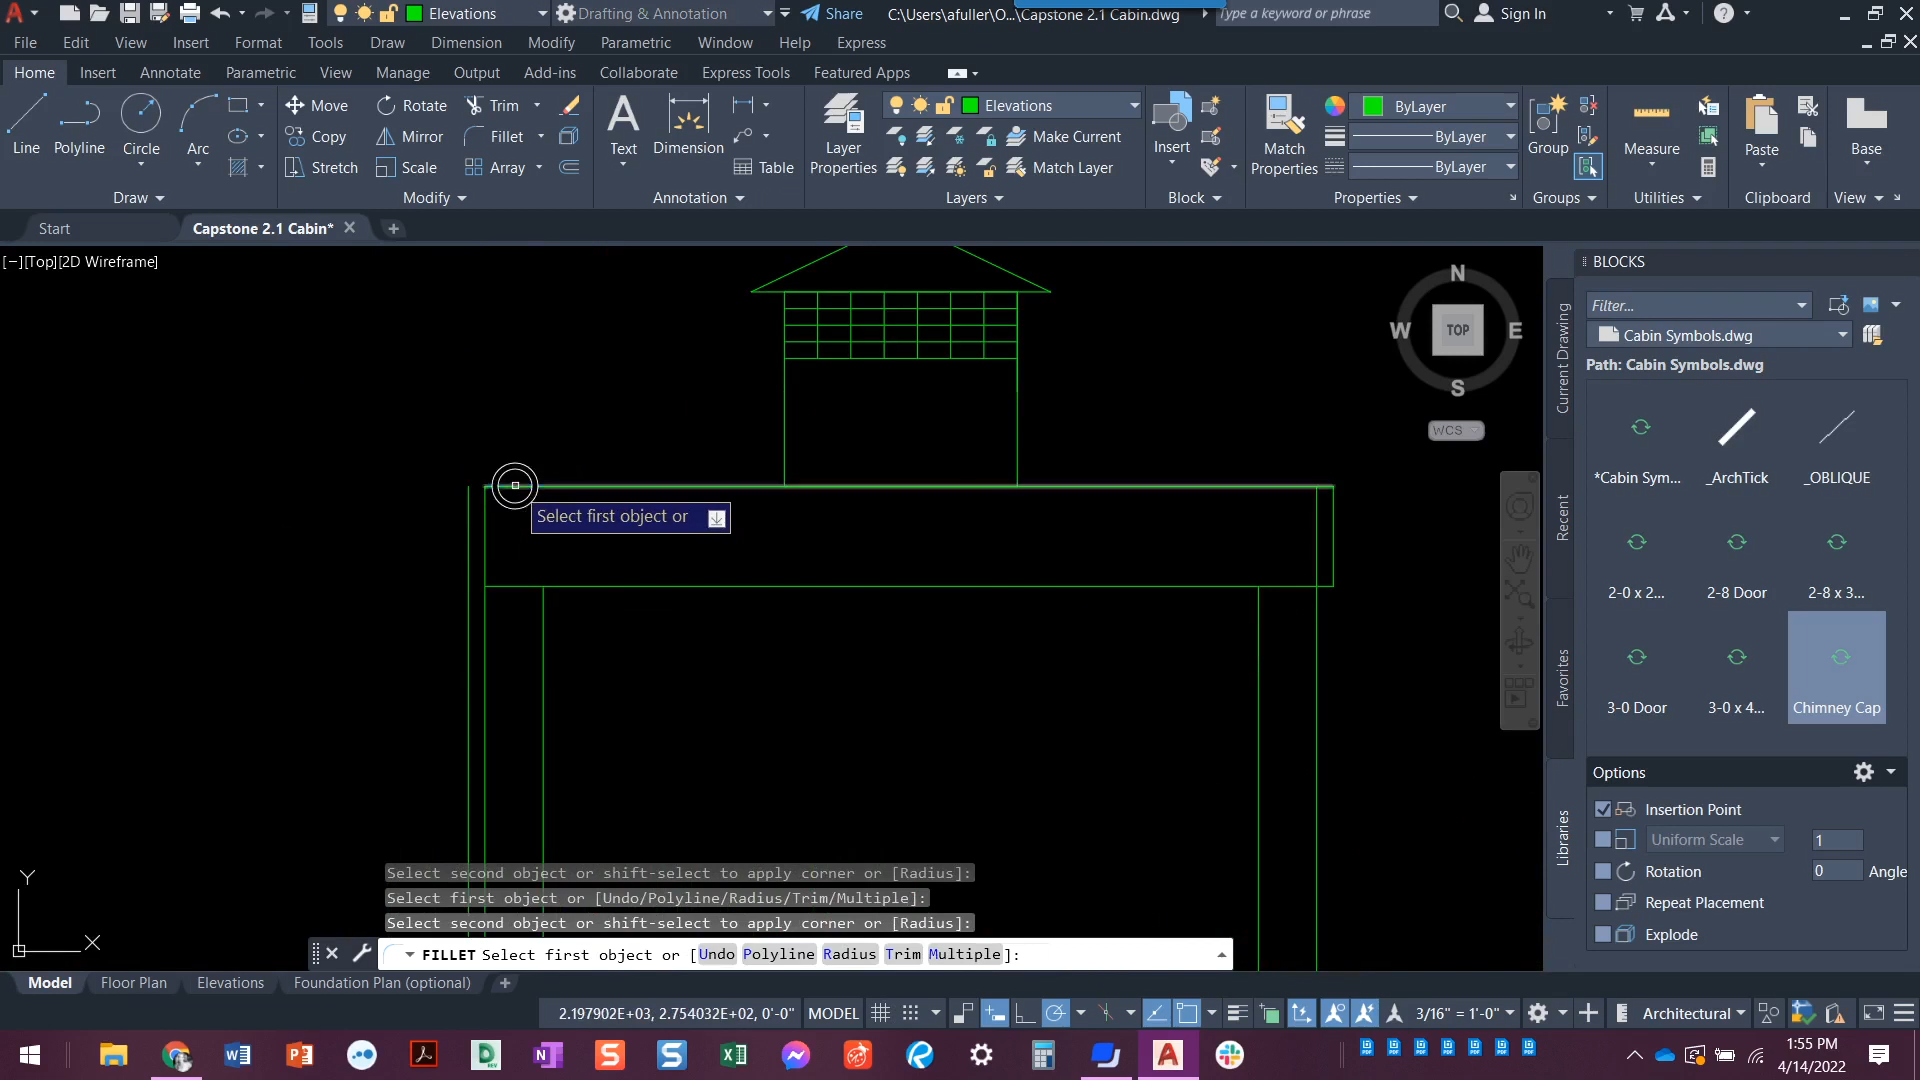 Elevations
Drafting & Annotation
Share
C:\Users\afuller\O...\Capstone 2.1 Cabin.dwg
Type a keyword or phrase
Sign In
File Edit View Insert Format Tools Draw Dimension Modify Parametric Window Help Express
Home Insert Annotate Parametric View Manage Output Add-ins Collaborate Express Tools Featured Apps
Line Polyline Circle Arc
Move Rotate Trim
Copy Mirror Fillet
Stretch Scale Array
Text Dimension Table
Layer Properties
Elevations
Make Current
Match Layer
Insert
Match Properties
ByLayer
ByLayer
ByLayer
Group
Measure
Paste
Base
Draw Modify Annotation Layers Block Properties Groups Utilities Clipboard View
Start
Capstone 2.1 Cabin*
[−][Top][2D Wireframe]
N
W TOP E
S
WCS
Select first object or
Y
X
BLOCKS
Filter...
Cabin Symbols.dwg
Path: Cabin Symbols.dwg
Current Drawing
Recent
Favorites
Libraries
*Cabin Sym... _ArchTick _OBLIQUE
2-0 x 2... 2-8 Door 2-8 x 3...
3-0 Door 3-0 x 4... Chimney Cap
Options
Insertion Point
Uniform Scale 1
Rotation 0 Angle
Repeat Placement
Explode
Select second object or shift-select to apply corner or [Radius]:
Select first object or [Undo/Polyline/Radius/Trim/Multiple]:
Select second object or shift-select to apply corner or [Radius]:
FILLET Select first object or [Undo Polyline Radius Trim Multiple]:
Model Floor Plan Elevations Foundation Plan (optional)
2.197902E+03, 2.754032E+02, 0'-0" MODEL
3/16" = 1'-0"
Architectural
1:55 PM
4/14/2022